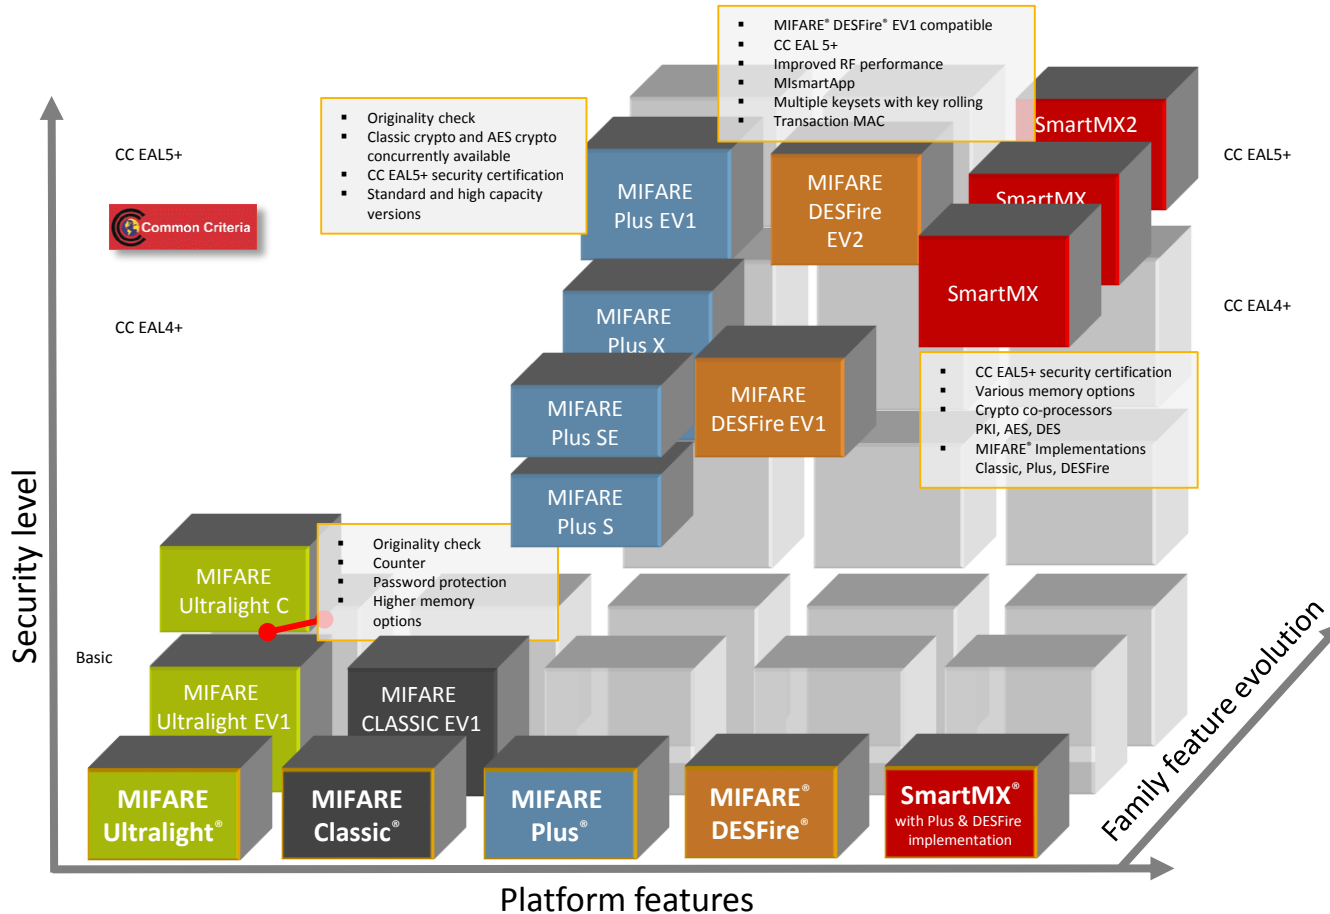 MIFARE® DESFire® EV1 compatible
CC EAL 5+
Improved RF performance
MIsmartApp
Multiple keysets with key rolling
Transaction MAC
Originality check
Classic crypto and AES crypto
concurrently available
CC EAL5+ security certification
Standard and high capacity
versions
CC EAL5+
Common Criteria
CC EAL4+
MIFARE
Plus EV1
MIFARE
DESFire
EV2
SmartMX2
SmartMX
SmartMX
CC EAL5+
CC EAL4+
MIFARE
Plus X
MIFARE
Plus SE
MIFARE
DESFire EV1
MIFARE
Plus S
CC EAL5+ security certification
Various memory options
Crypto co-processors
PKI, AES, DES
MIFARE® Implementations
Classic, Plus, DESFire
Security level
MIFARE
Ultralight C
Originality check
Counter
Password protection
Higher memory
options
Basic
MIFARE
Ultralight EV1
MIFARE
CLASSIC EV1
MIFARE
Ultralight®
MIFARE
Classic®
MIFARE
Plus®
MIFARE®
DESFire®
SmartMX®
with Plus & DESFire
implementation
Family feature evolution
Platform features